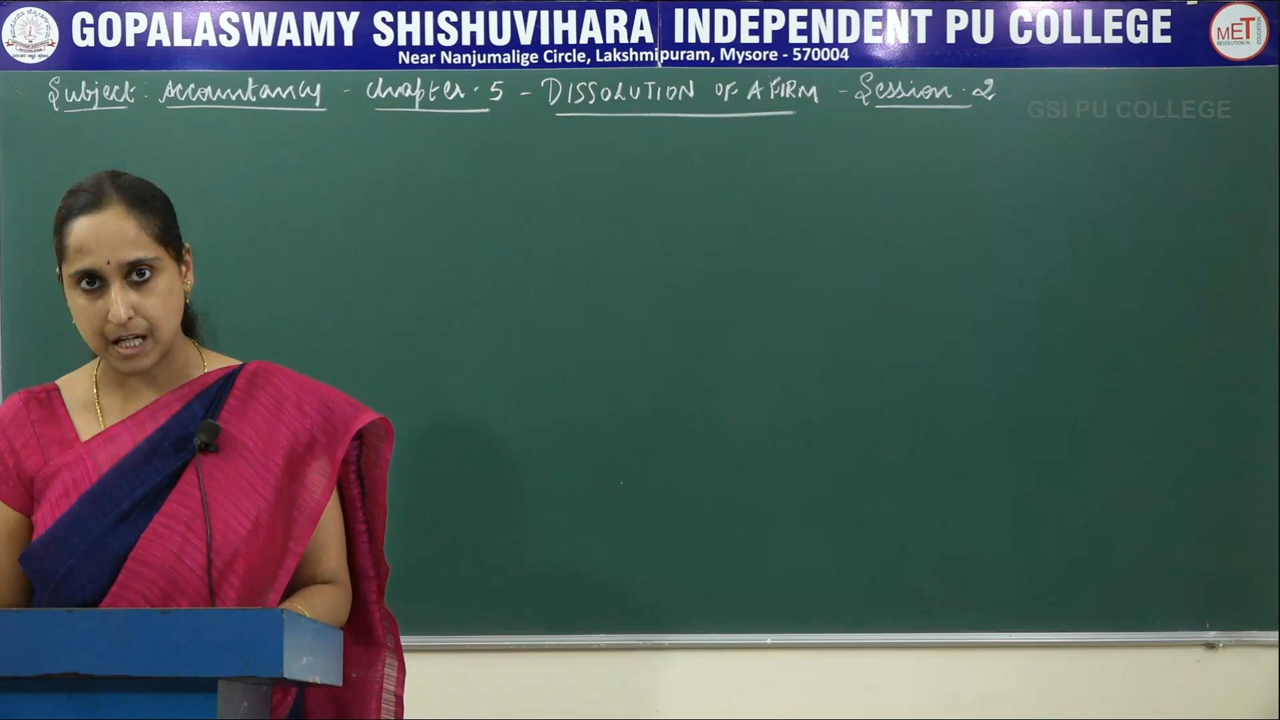 GOPALASWAMY SHISHUVIHARA INDEPENDENT PU COLLEGE
Near Nanjumalige Circle, Lakshmipuram, Mysore - 570004
MET
Subject: Accountancy - Chapter. 5 - DISSOLUTION OF A FIRM - Session. 2
GSI PU COLLEGE